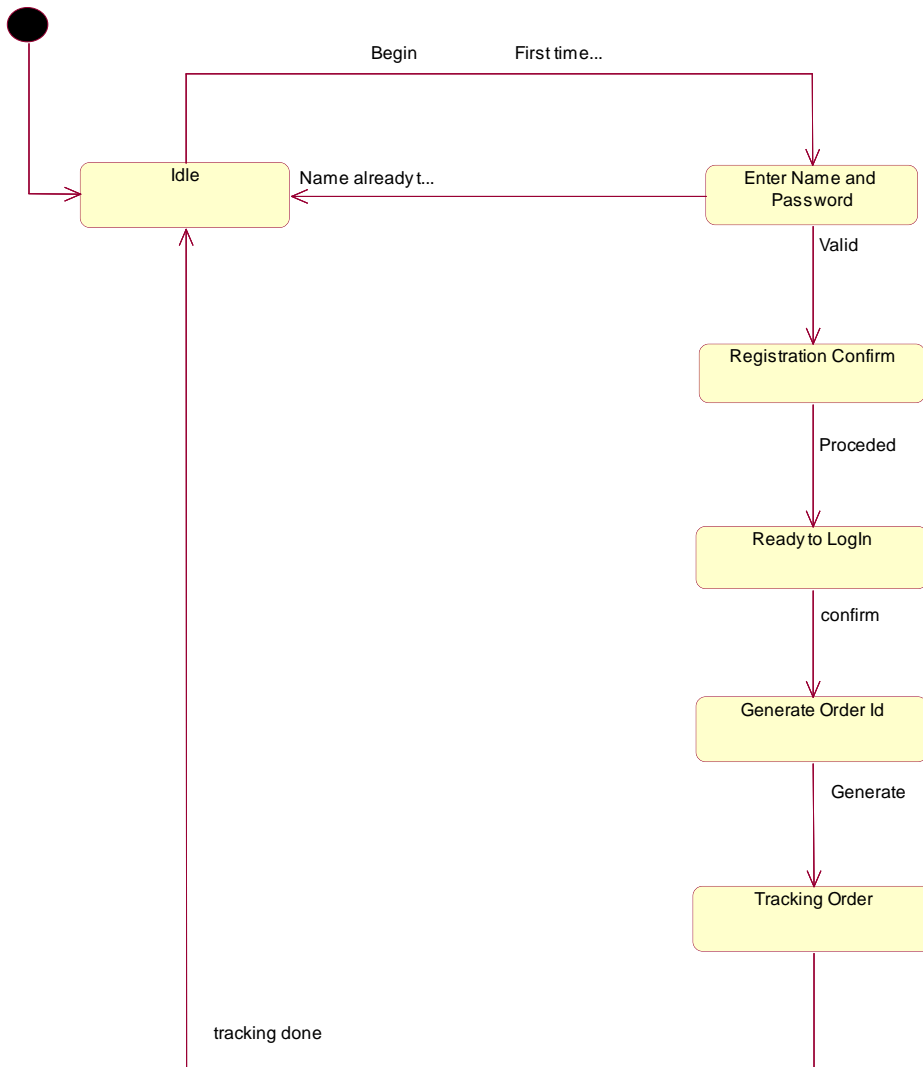 Begin
First time...
Idle
Name already t...
Enter Name and
Password
Valid
Registration Confirm
Proceded
Ready to LogIn
confirm
Generate Order Id
Generate
Tracking Order
tracking done